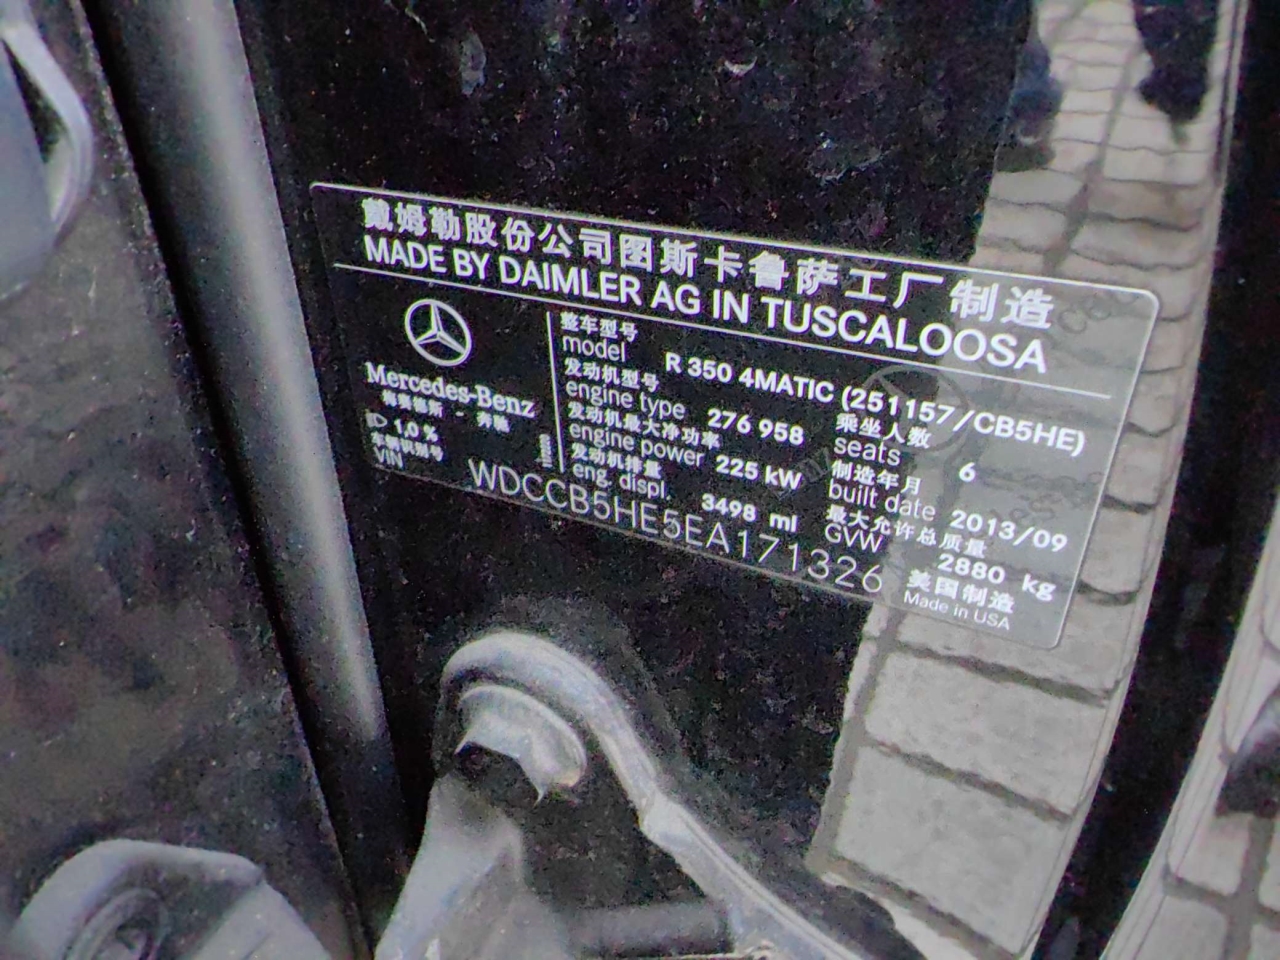 戴姆勒股份公司图斯卡鲁萨工厂制造
MADE BY DAIMLER AG IN TUSCALOOSA
Mercedes-Benz
梅赛德斯 - 奔驰
1,0 %
车辆识别号
VIN
整车型号
model R 350 4MATIC (251157/CB5HE)
发动机型号
engine type 276 958
发动机最大净功率
engine power 225 kW
发动机排量
eng. displ. 3498 ml
乘坐人数
seats 6
制造年月
built date 2013/09
最大允许总质量
GVW 2880 kg
WDCCB5HE5EA171326
美国制造
Made in USA